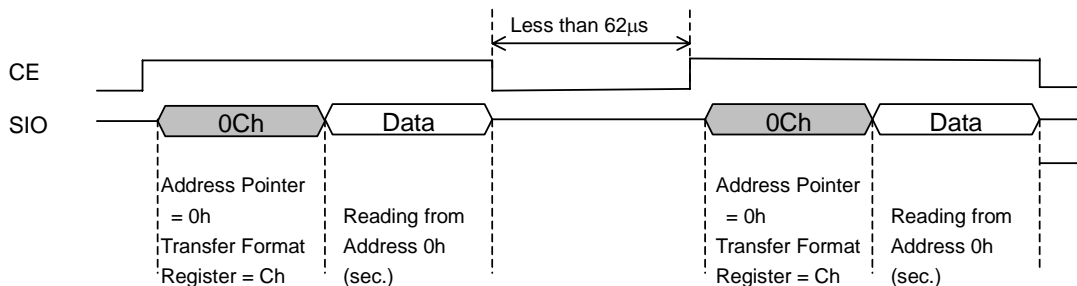 Less than 62μs
CE
SIO
0Ch
Data
0Ch
Data
Address Pointer
= 0h
Transfer Format
Register = Ch
Reading from
Address 0h
(sec.)
Address Pointer
= 0h
Transfer Format
Register = Ch
Reading from
Address 0h
(sec.)